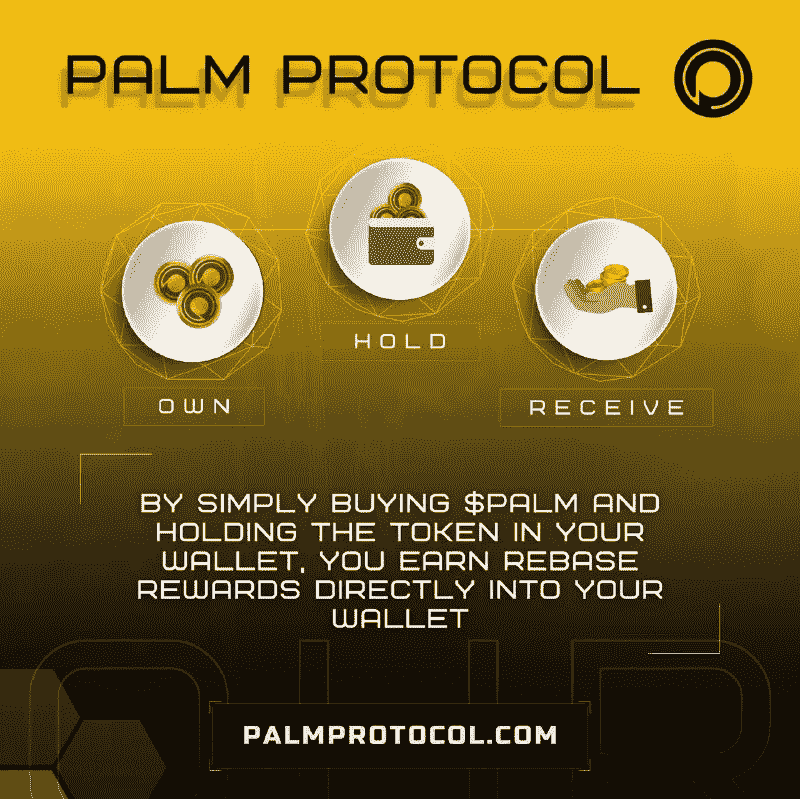 PALM PROTOCOL
HOLD
OWN
RECEIVE
BY SIMPLY BUYING $PALM AND
HOLDING THE TOKEN IN YOUR
WALLET, YOU EARN REBASE
REWARDS DIRECTLY INTO YOUR
WALLET
PALMPROTOCOL.COM